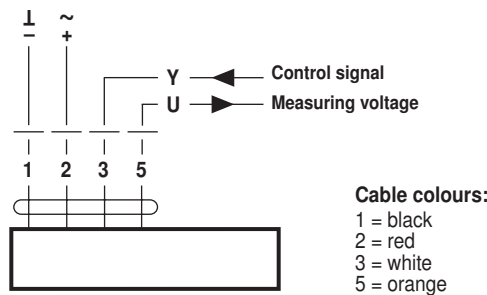 ⊥ ~
− +
Y Control signal
U Measuring voltage
1 2 3 5
Cable colours:
1 = black
2 = red
3 = white
5 = orange